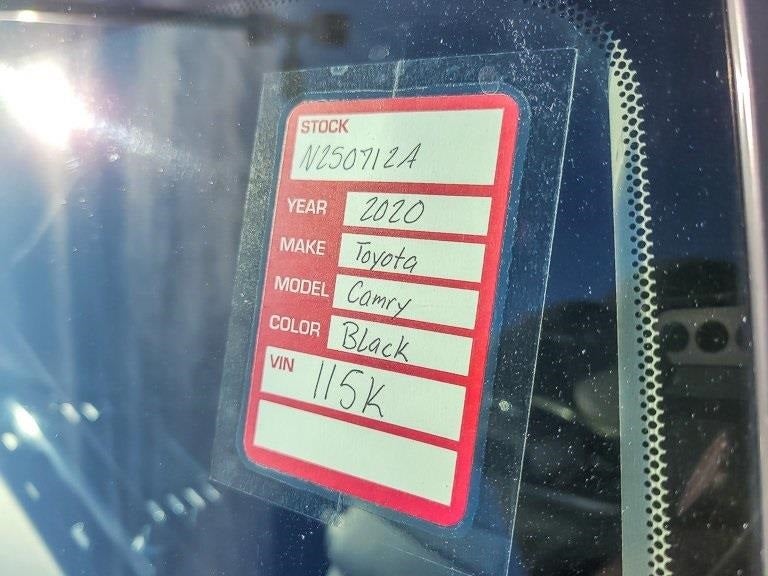 STOCK
N250712A
YEAR 2020
MAKE Toyota
MODEL Camry
COLOR Black
VIN 115K